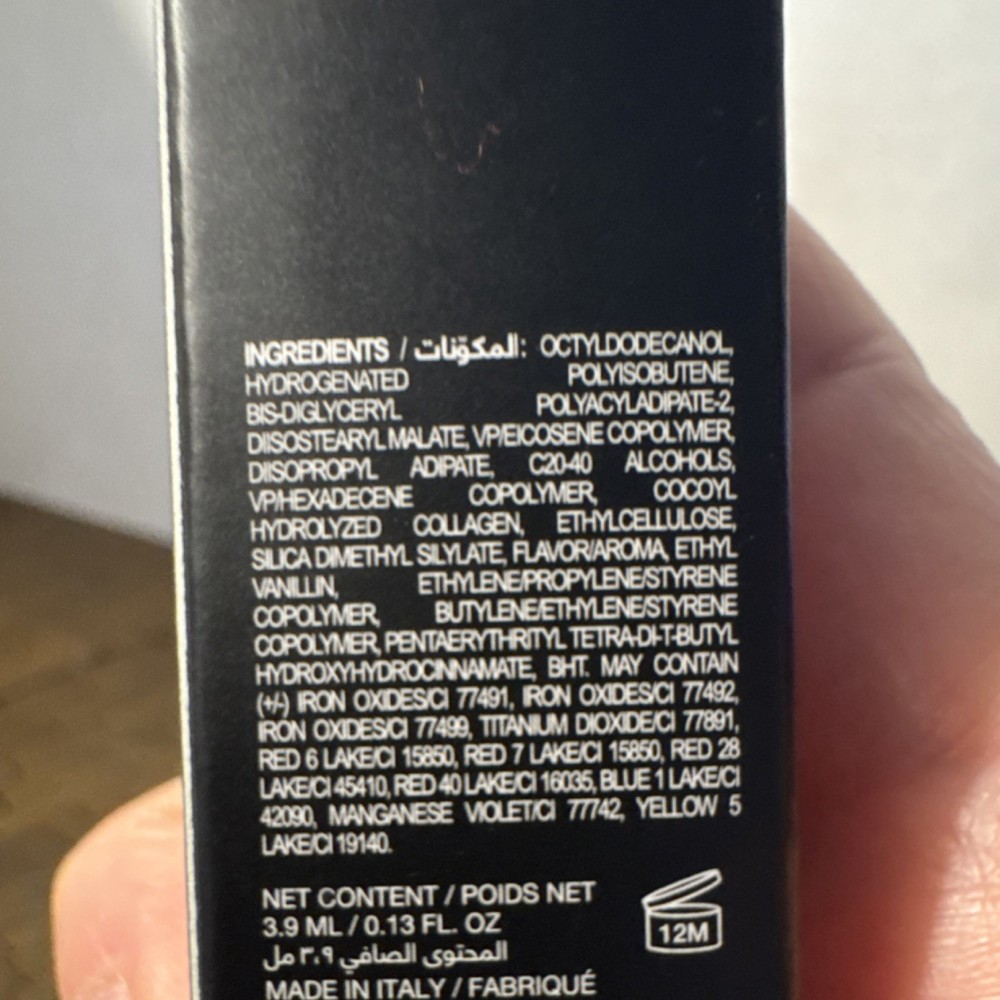 INGREDIENTS / المكوّنات: OCTYLDODECANOL,
HYDROGENATED POLYISOBUTENE,
BIS-DIGLYCERYL POLYACYLADIPATE-2,
DIISOSTEARYL MALATE, VP/EICOSENE COPOLYMER,
DIISOPROPYL ADIPATE, C20-40 ALCOHOLS,
VP/HEXADECENE COPOLYMER, COCOYL
HYDROLYZED COLLAGEN, ETHYLCELLULOSE,
SILICA DIMETHYL SILYLATE, FLAVOR/AROMA, ETHYL
VANILLIN, ETHYLENE/PROPYLENE/STYRENE
COPOLYMER, BUTYLENE/ETHYLENE/STYRENE
COPOLYMER, PENTAERYTHRITYL TETRA-DI-T-BUTYL
HYDROXYHYDROCINNAMATE, BHT. MAY CONTAIN
(+/-) IRON OXIDES/CI 77491, IRON OXIDES/CI 77492,
IRON OXIDES/CI 77499, TITANIUM DIOXIDE/CI 77891,
RED 6 LAKE/CI 15850, RED 7 LAKE/CI 15850, RED 28
LAKE/CI 45410, RED 40 LAKE/CI 16035, BLUE 1 LAKE/CI
42090, MANGANESE VIOLET/CI 77742, YELLOW 5
LAKE/CI 19140.
NET CONTENT / POIDS NET
3.9 ML / 0.13 FL. OZ
المحتوى الصافي ٣،٩ مل
12M
MADE IN ITALY / FABRIQUÉ